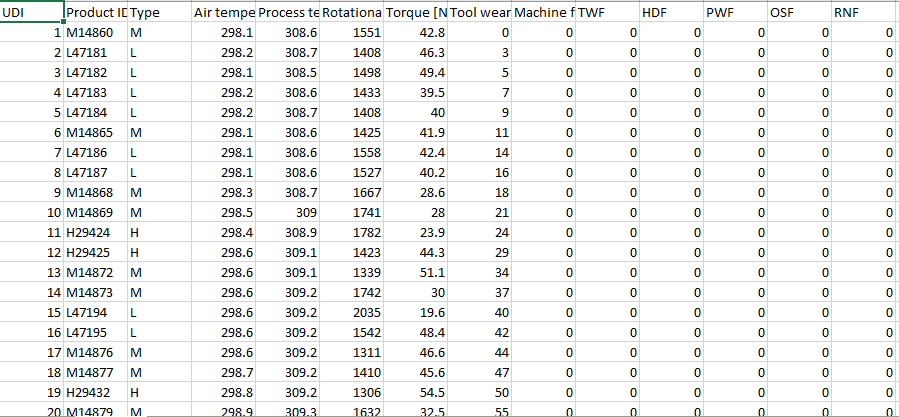 UDI Product ID Type Air tempe Process te Rotationa Torque [N Tool wear Machine f TWF HDF PWF OSF RNF
1 M14860 M 298.1 308.6 1551 42.8 0 0 0 0 0 0 0
2 L47181 L 298.2 308.7 1408 46.3 3 0 0 0 0 0 0
3 L47182 L 298.1 308.5 1498 49.4 5 0 0 0 0 0 0
4 L47183 L 298.2 308.6 1433 39.5 7 0 0 0 0 0 0
5 L47184 L 298.2 308.7 1408 40 9 0 0 0 0 0 0
6 M14865 M 298.1 308.6 1425 41.9 11 0 0 0 0 0 0
7 L47186 L 298.1 308.6 1558 42.4 14 0 0 0 0 0 0
8 L47187 L 298.1 308.6 1527 40.2 16 0 0 0 0 0 0
9 M14868 M 298.3 308.7 1667 28.6 18 0 0 0 0 0 0
10 M14869 M 298.5 309 1741 28 21 0 0 0 0 0 0
11 H29424 H 298.4 308.9 1782 23.9 24 0 0 0 0 0 0
12 H29425 H 298.6 309.1 1423 44.3 29 0 0 0 0 0 0
13 M14872 M 298.6 309.1 1339 51.1 34 0 0 0 0 0 0
14 M14873 M 298.6 309.2 1742 30 37 0 0 0 0 0 0
15 L47194 L 298.6 309.2 2035 19.6 40 0 0 0 0 0 0
16 L47195 L 298.6 309.2 1542 48.4 42 0 0 0 0 0 0
17 M14876 M 298.6 309.2 1311 46.6 44 0 0 0 0 0 0
18 M14877 M 298.7 309.2 1410 45.6 47 0 0 0 0 0 0
19 H29432 H 298.8 309.2 1306 54.5 50 0 0 0 0 0 0
20 M14879 M 298.9 309.3 1632 32.5 55 0 0 0 0 0 0